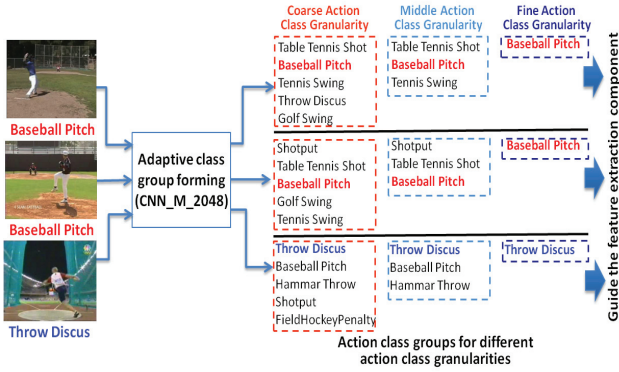 Coarse Action
Class Granularity
Middle Action
Class Granularity
Fine Action
Class Granularity
Table Tennis Shot
Baseball Pitch
Tennis Swing
Throw Discus
Golf Swing
Table Tennis Shot
Baseball Pitch
Tennis Swing
Baseball Pitch
Baseball Pitch
Adaptive class
group forming
(CNN_M_2048)
Shotput
Table Tennis Shot
Baseball Pitch
Golf Swing
Tennis Swing
Shotput
Table Tennis Shot
Baseball Pitch
Baseball Pitch
Baseball Pitch
Throw Discus
Baseball Pitch
Hammar Throw
Shotput
FieldHockeyPenalty
Throw Discus
Baseball Pitch
Hammar Throw
Throw Discus
Throw Discus
Action class groups for different
action class granularities
Guide the feature extraction component